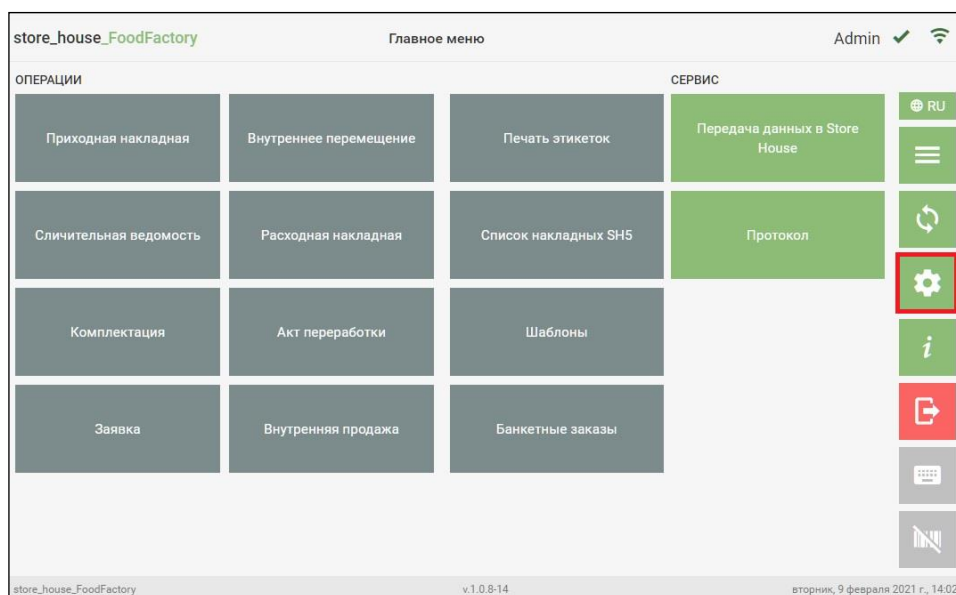 store_house_FoodFactory
Главное меню
Admin
ОПЕРАЦИИ
СЕРВИС
RU
Приходная накладная
Внутреннее перемещение
Печать этикеток
Передача данных в Store
House
Сличительная ведомость
Расходная накладная
Список накладных SH5
Протокол
Комплектация
Акт переработки
Шаблоны
i
Заявка
Внутренняя продажа
Банкетные заказы
store_house_FoodFactory
v.1.0.8-14
вторник, 9 февраля 2021 г., 14:02